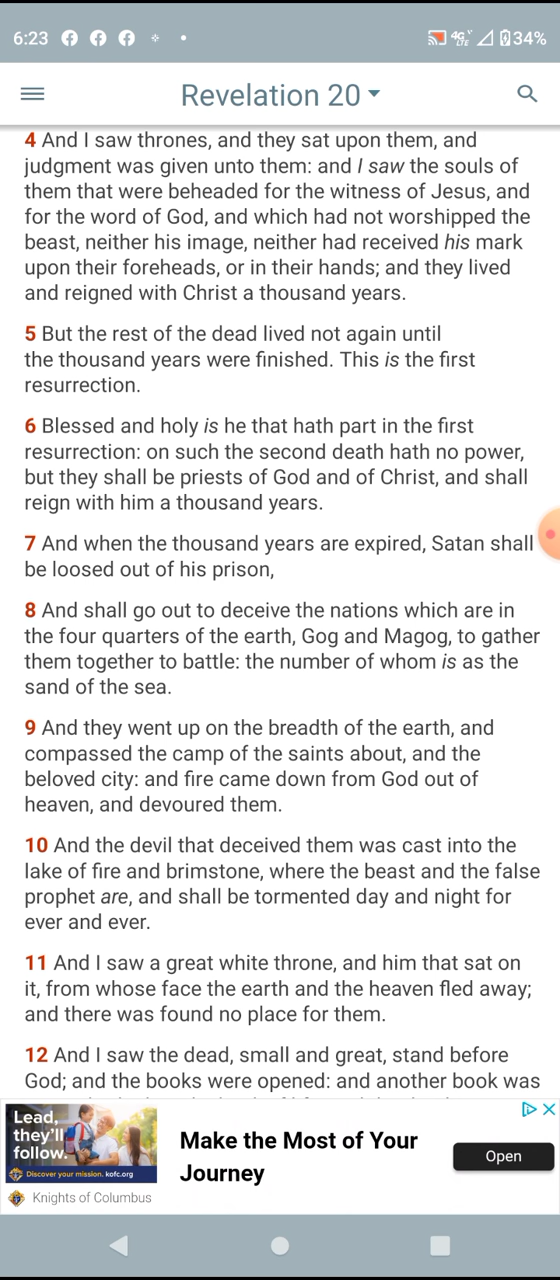 6:23
4G LTE
34%
Revelation 20
4 And I saw thrones, and they sat upon them, and
judgment was given unto them: and I saw the souls of
them that were beheaded for the witness of Jesus, and
for the word of God, and which had not worshipped the
beast, neither his image, neither had received his mark
upon their foreheads, or in their hands; and they lived
and reigned with Christ a thousand years.
5 But the rest of the dead lived not again until
the thousand years were finished. This is the first
resurrection.
6 Blessed and holy is he that hath part in the first
resurrection: on such the second death hath no power,
but they shall be priests of God and of Christ, and shall
reign with him a thousand years.
7 And when the thousand years are expired, Satan shall
be loosed out of his prison,
8 And shall go out to deceive the nations which are in
the four quarters of the earth, Gog and Magog, to gather
them together to battle: the number of whom is as the
sand of the sea.
9 And they went up on the breadth of the earth, and
compassed the camp of the saints about, and the
beloved city: and fire came down from God out of
heaven, and devoured them.
10 And the devil that deceived them was cast into the
lake of fire and brimstone, where the beast and the false
prophet are, and shall be tormented day and night for
ever and ever.
11 And I saw a great white throne, and him that sat on
it, from whose face the earth and the heaven fled away;
and there was found no place for them.
12 And I saw the dead, small and great, stand before
God; and the books were opened: and another book was
Lead,
they'll
follow.
Discover your mission. kofc.org
Make the Most of Your
Journey
Open
Knights of Columbus